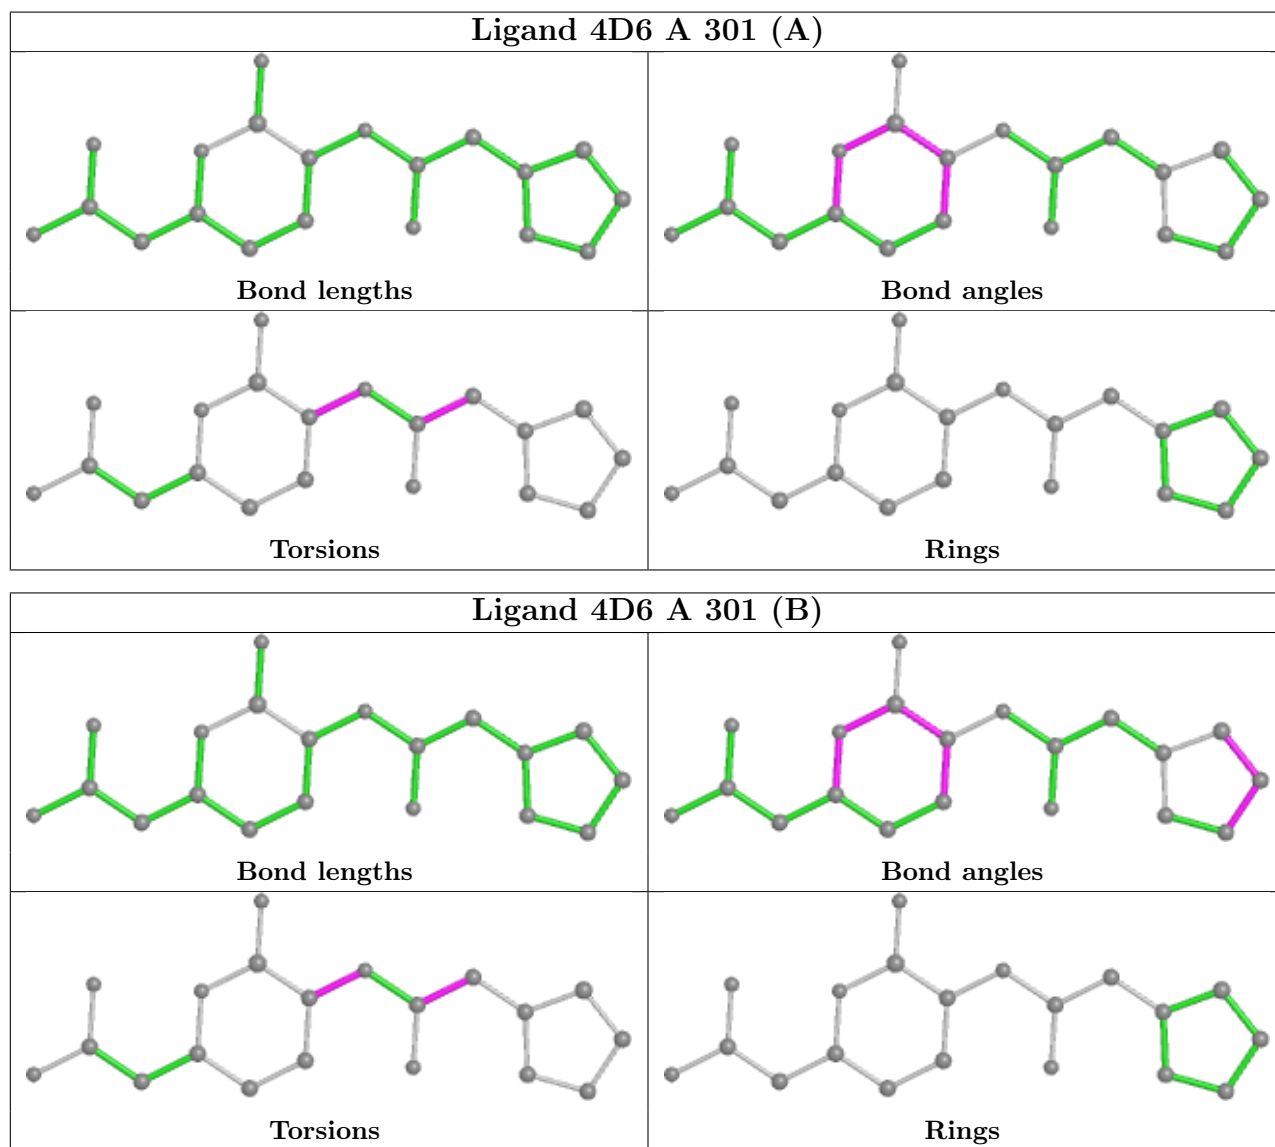 Ligand 4D6 A 301 (A)
Bond lengths
Bond angles
Torsions
Rings
Ligand 4D6 A 301 (B)
Bond lengths
Bond angles
Torsions
Rings